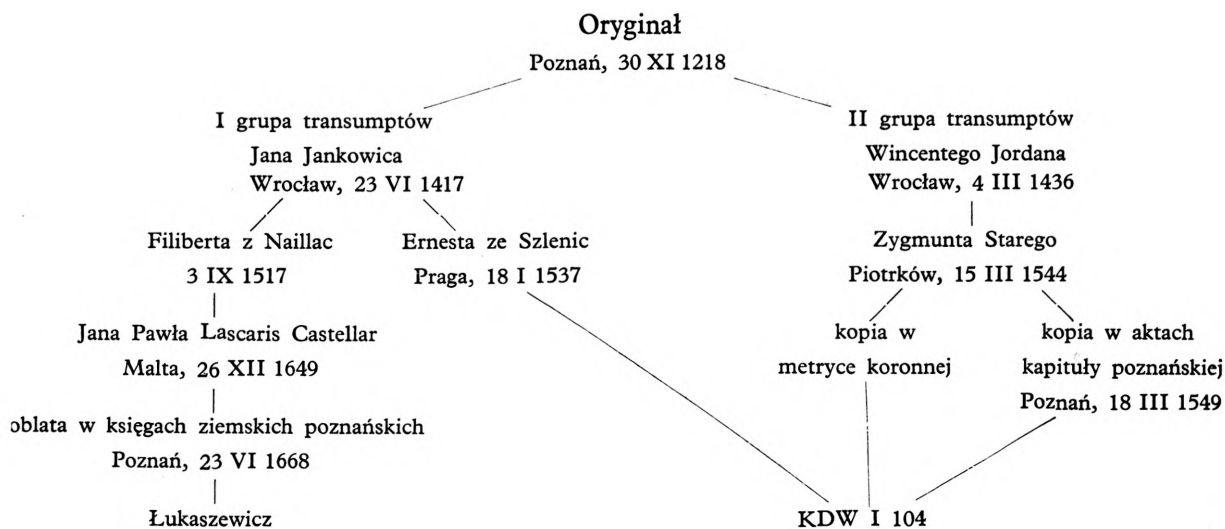 Oryginał
Poznań, 30 XI 1218
I grupa transumptów
Jana Jankowica
Wrocław, 23 VI 1417
II grupa transumptów
Wincentego Jordana
Wrocław, 4 III 1436
Filiberta z Naillac
3 IX 1517
Ernesta ze Szlenic
Praga, 18 I 1537
Zygmunta Starego
Piotrków, 15 III 1544
Jana Pawła Lascaris Castellar
Malta, 26 XII 1649
kopia w
metryce koronnej
kopia w aktach
kapituły poznańskiej
Poznań, 18 III 1549
oblata w księgach ziemskich poznańskich
Poznań, 23 VI 1668
Łukaszewicz
KDW I 104